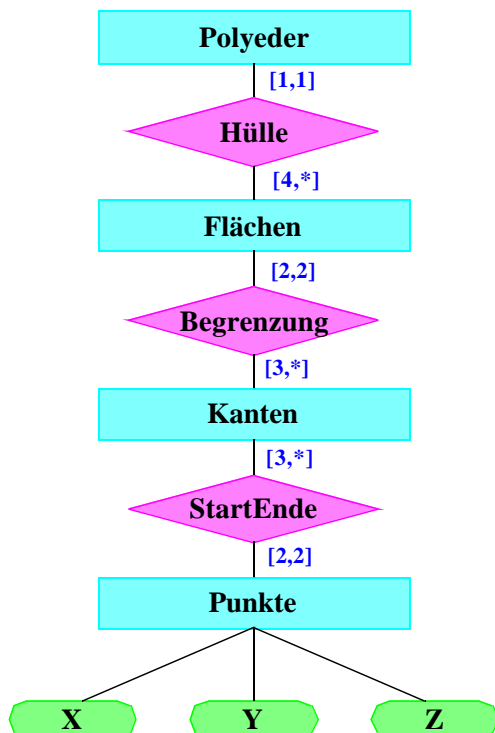 Polyeder
[1,1]
Hülle
[4,*]
Flächen
[2,2]
Begrenzung
[3,*]
Kanten
[3,*]
StartEnde
[2,2]
Punkte
X Y Z